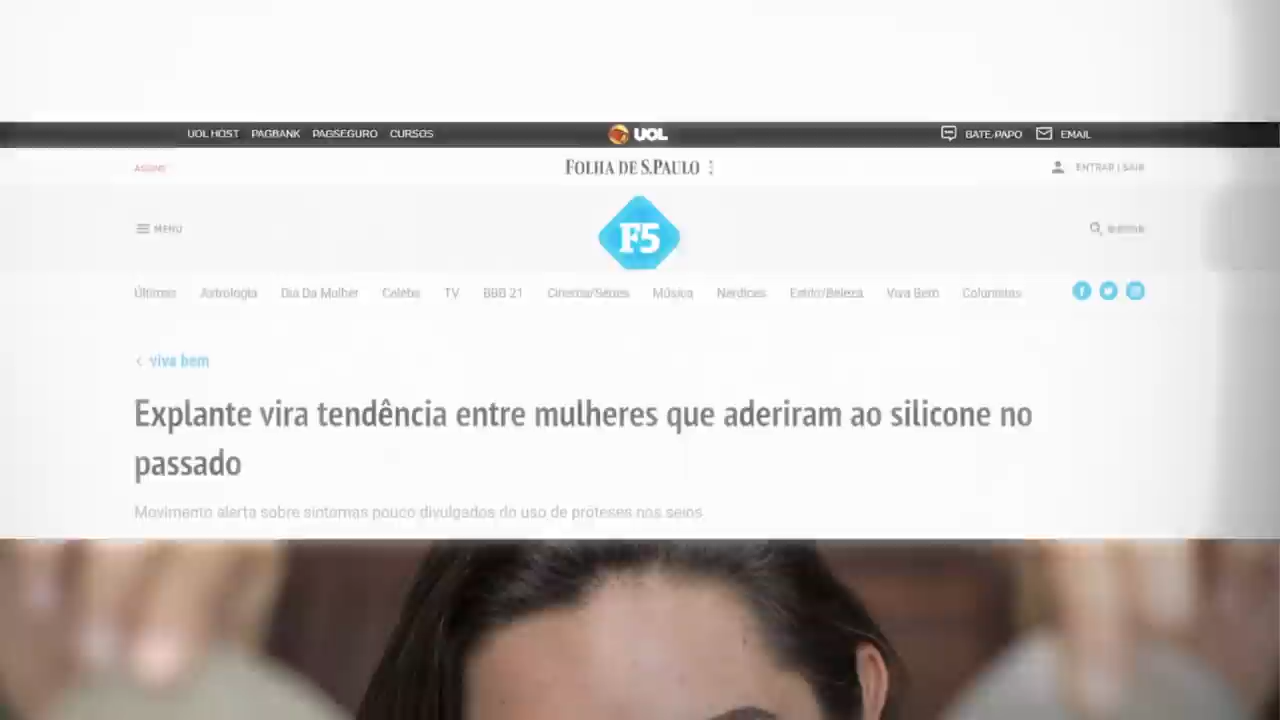 UOL HOST PAGBANK PAGSEGURO CURSOS UOL BATE-PAPO EMAIL
ASSINE FOLHA DE S.PAULO ENTRAR | SAIR
MENU F5 BUSCAR
Últimas Astrologia Dia Da Mulher Celebs TV BBB 21 Cinema/Séries Música Nerdices Estilo/Beleza Viva Bem Colunistas
‹ viva bem
Explante vira tendência entre mulheres que aderiram ao silicone no
passado
Movimento alerta sobre sintomas pouco divulgados do uso de próteses nos seios